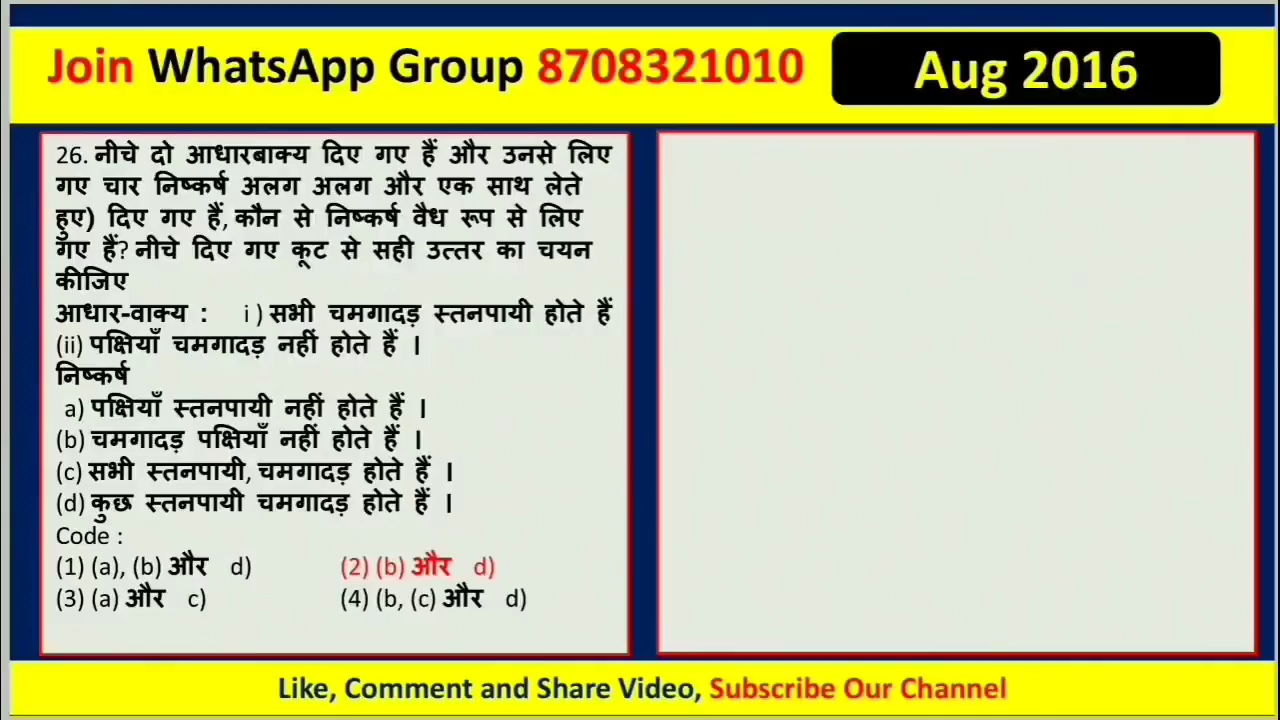 Join WhatsApp Group 8708321010
Aug 2016
26. नीचे दो आधारबाक्य दिए गए हैं और उनसे लिए
गए चार निष्कर्ष अलग अलग और एक साथ लेते
हुए) दिए गए हैं, कौन से निष्कर्ष वैध रूप से लिए
गए हैं? नीचे दिए गए कूट से सही उत्तर का चयन
कीजिए
आधार-वाक्य : i ) सभी चमगादड़ स्तनपायी होते हैं
(ii) पक्षियाँ चमगादड़ नहीं होते हैं ।
निष्कर्ष
a) पक्षियाँ स्तनपायी नहीं होते हैं ।
(b) चमगादड़ पक्षियाँ नहीं होते हैं ।
(c) सभी स्तनपायी, चमगादड़ होते हैं ।
(d) कुछ स्तनपायी चमगादड़ होते हैं ।
Code :
(1) (a), (b) और d) (2) (b) और d)
(3) (a) और c) (4) (b, (c) और d)
Like, Comment and Share Video, Subscribe Our Channel